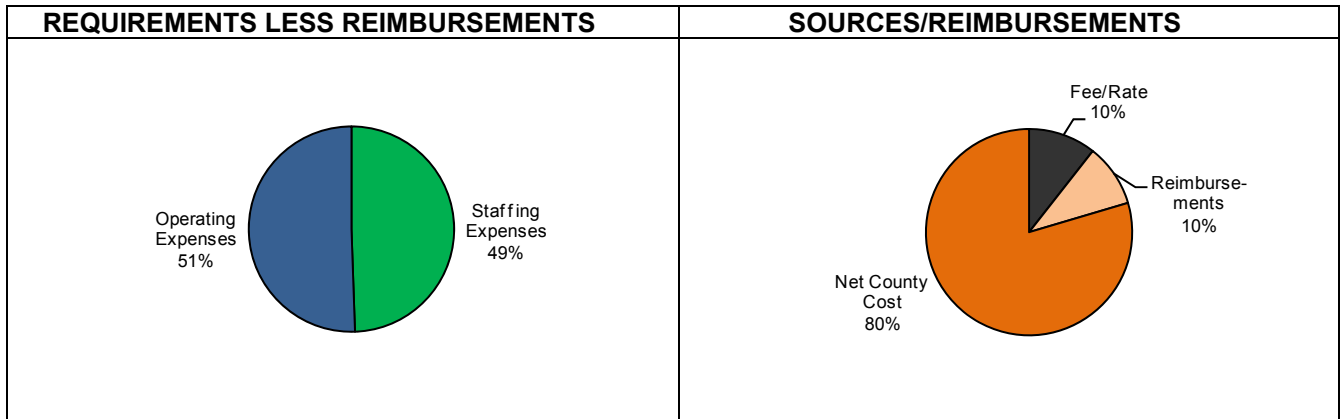 REQUIREMENTS LESS REIMBURSEMENTS
Operating
Expenses
51%
Staffing
Expenses
49%
SOURCES/REIMBURSEMENTS
Fee/Rate
10%
Reimburse-
ments
10%
Net County
Cost
80%